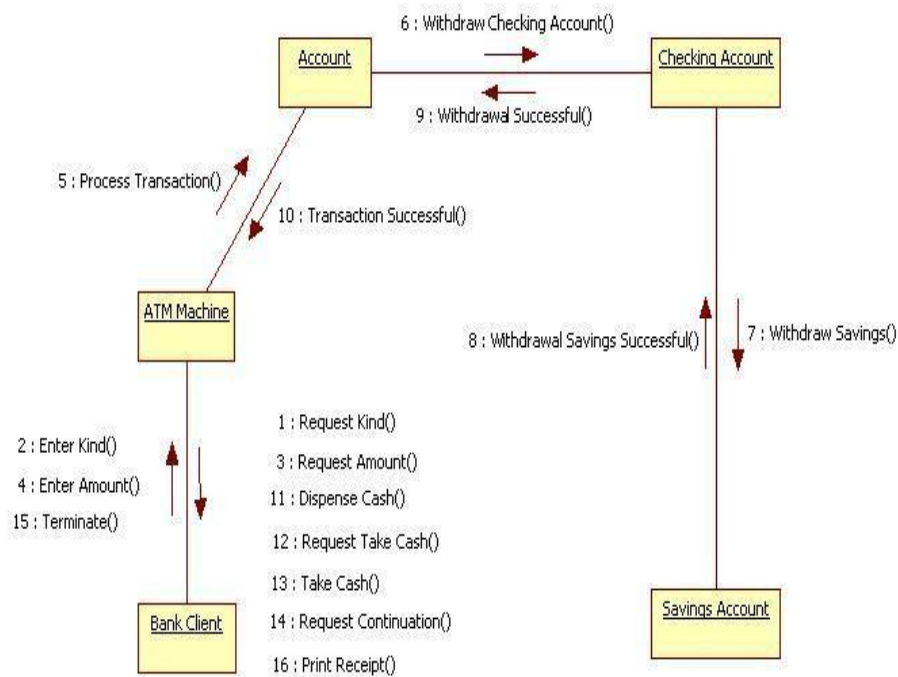 6 : Withdraw Checking Account()
Account
Checking Account
9 : Withdrawal Successful()
5 : Process Transaction()
10 : Transaction Successful()
ATM Machine
8 : Withdrawal Savings Successful()
7 : Withdraw Savings()
1 : Request Kind()
2 : Enter Kind()
3 : Request Amount()
4 : Enter Amount()
11 : Dispense Cash()
15 : Terminate()
12 : Request Take Cash()
13 : Take Cash()
Bank Client
14 : Request Continuation()
Savings Account
16 : Print Receipt()